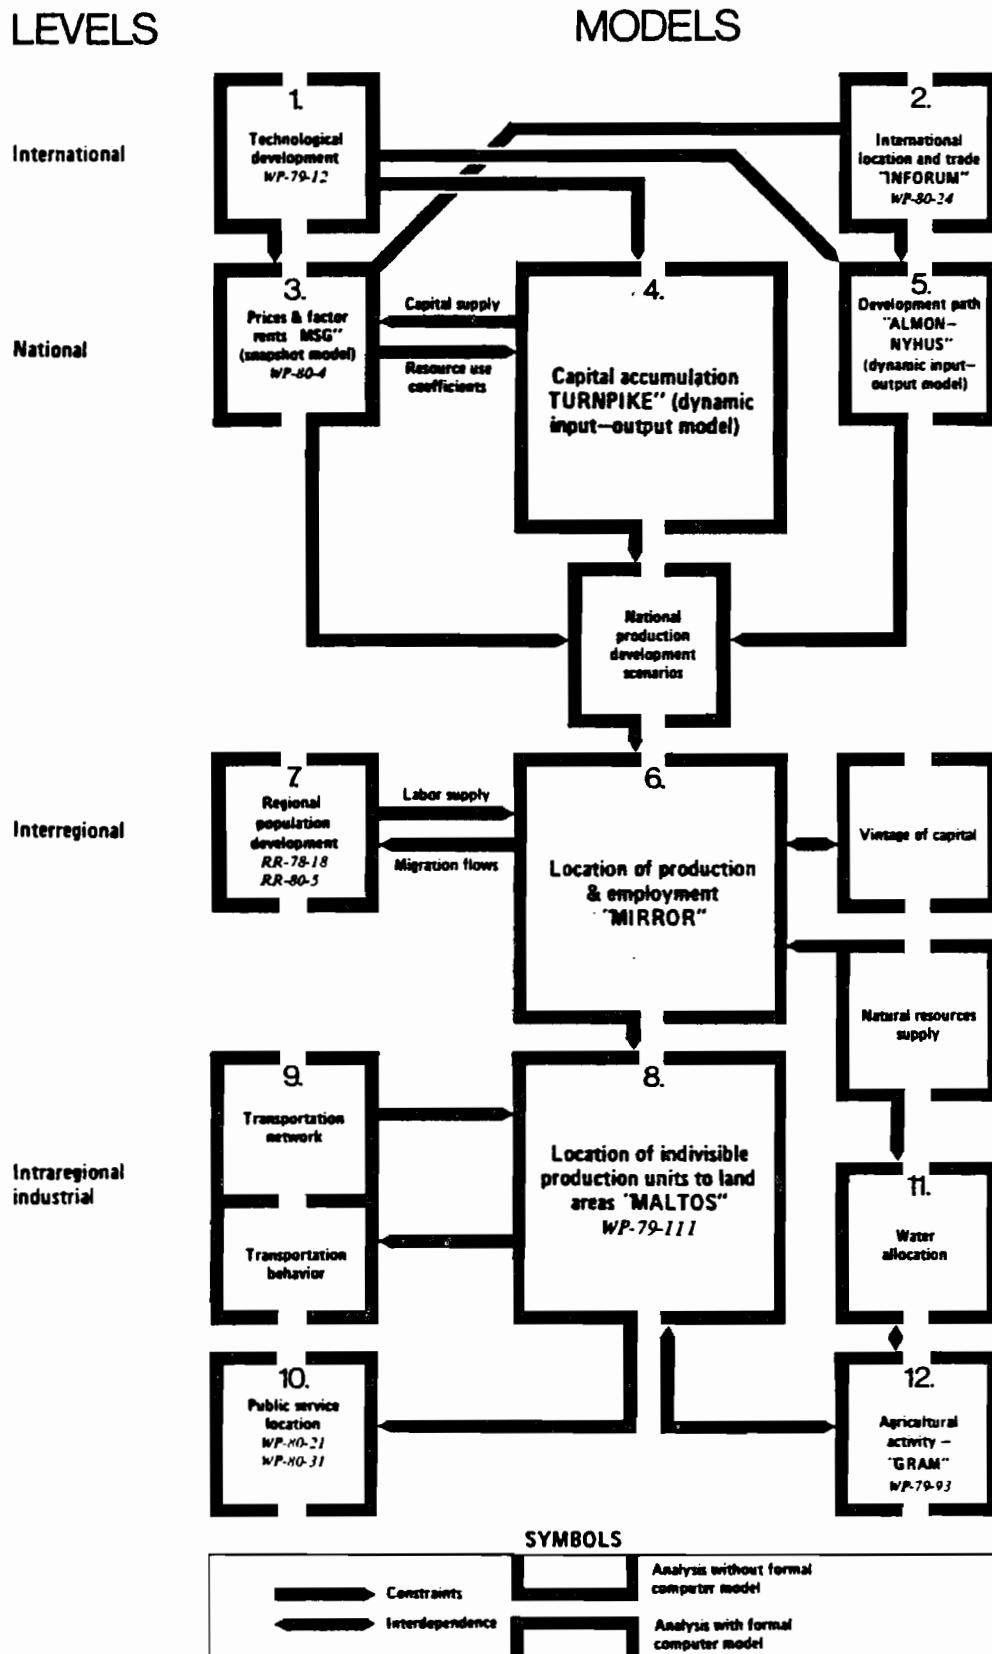 LEVELS
MODELS
International
1.
Technological
development
WP-79-12
2.
International
location and trade
"INFORUM"
WP-80-24
National
3.
Prices & factor
rents MSG"
(snapshot model)
WP-80-4
Capital supply
Resource use
coefficients
4.
Capital accumulation
TURNPIKE" (dynamic
input–output model)
5.
Development path
"ALMON–
NYHUS"
(dynamic input–
output model)
National
production
development
scenarios
Interregional
7.
Regional
population
development
RR-78-18
RR-80-5
Labor supply
Migration flows
6.
Location of production
& employment
"MIRROR"
Vintage of capital
Natural resources
supply
Intraregional
industrial
9.
Transportation
network
Transportation
behavior
8.
Location of indivisible
production units to land
areas "MALTOS"
WP-79-111
11.
Water
allocation
10.
Public service
location
WP-80-21
WP-80-31
12.
Agricultural
activity –
"GRAM"
WP-79-93
SYMBOLS
Constraints
Interdependence
Analysis without formal
computer model
Analysis with formal
computer model